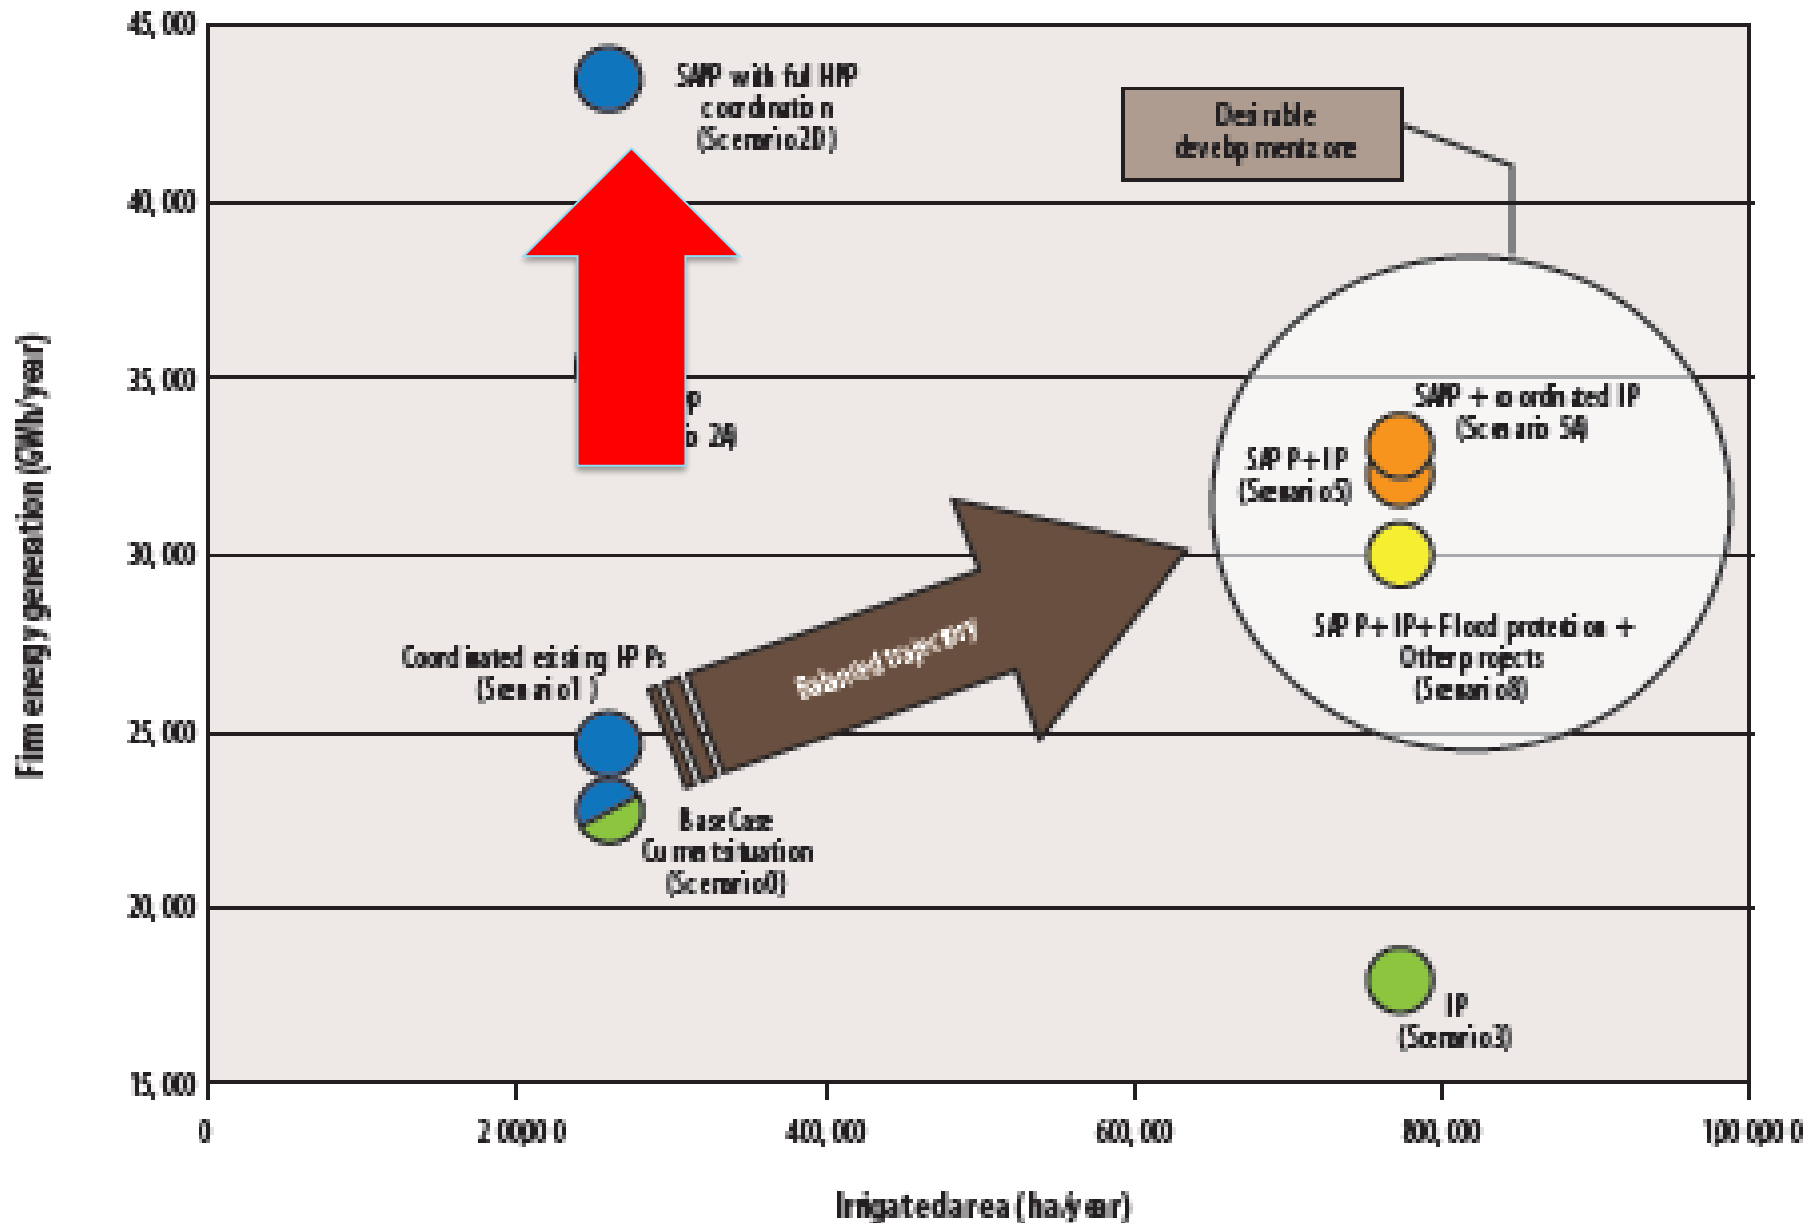 45,000
SAPP with full HPP
coordination
(Scenario 2D)
Desirable
development zone
40,000
35,000
SAPP + coordinated IP
(Scenario 5A)
2A)
SAPP + IP
(Scenario 5)
30,000
Balanced trajectory
SAPP + IP + Flood protection +
Other projects
(Scenario 8)
Coordinated existing HPPs
(Scenario 1)
25,000
Base Case
Current situation
(Scenario 0)
20,000
IP
(Scenario 3)
15,000
0
200,000
400,000
600,000
800,000
1,000,000
Irrigated area (ha/year)
Firm energy generation (GWh/year)